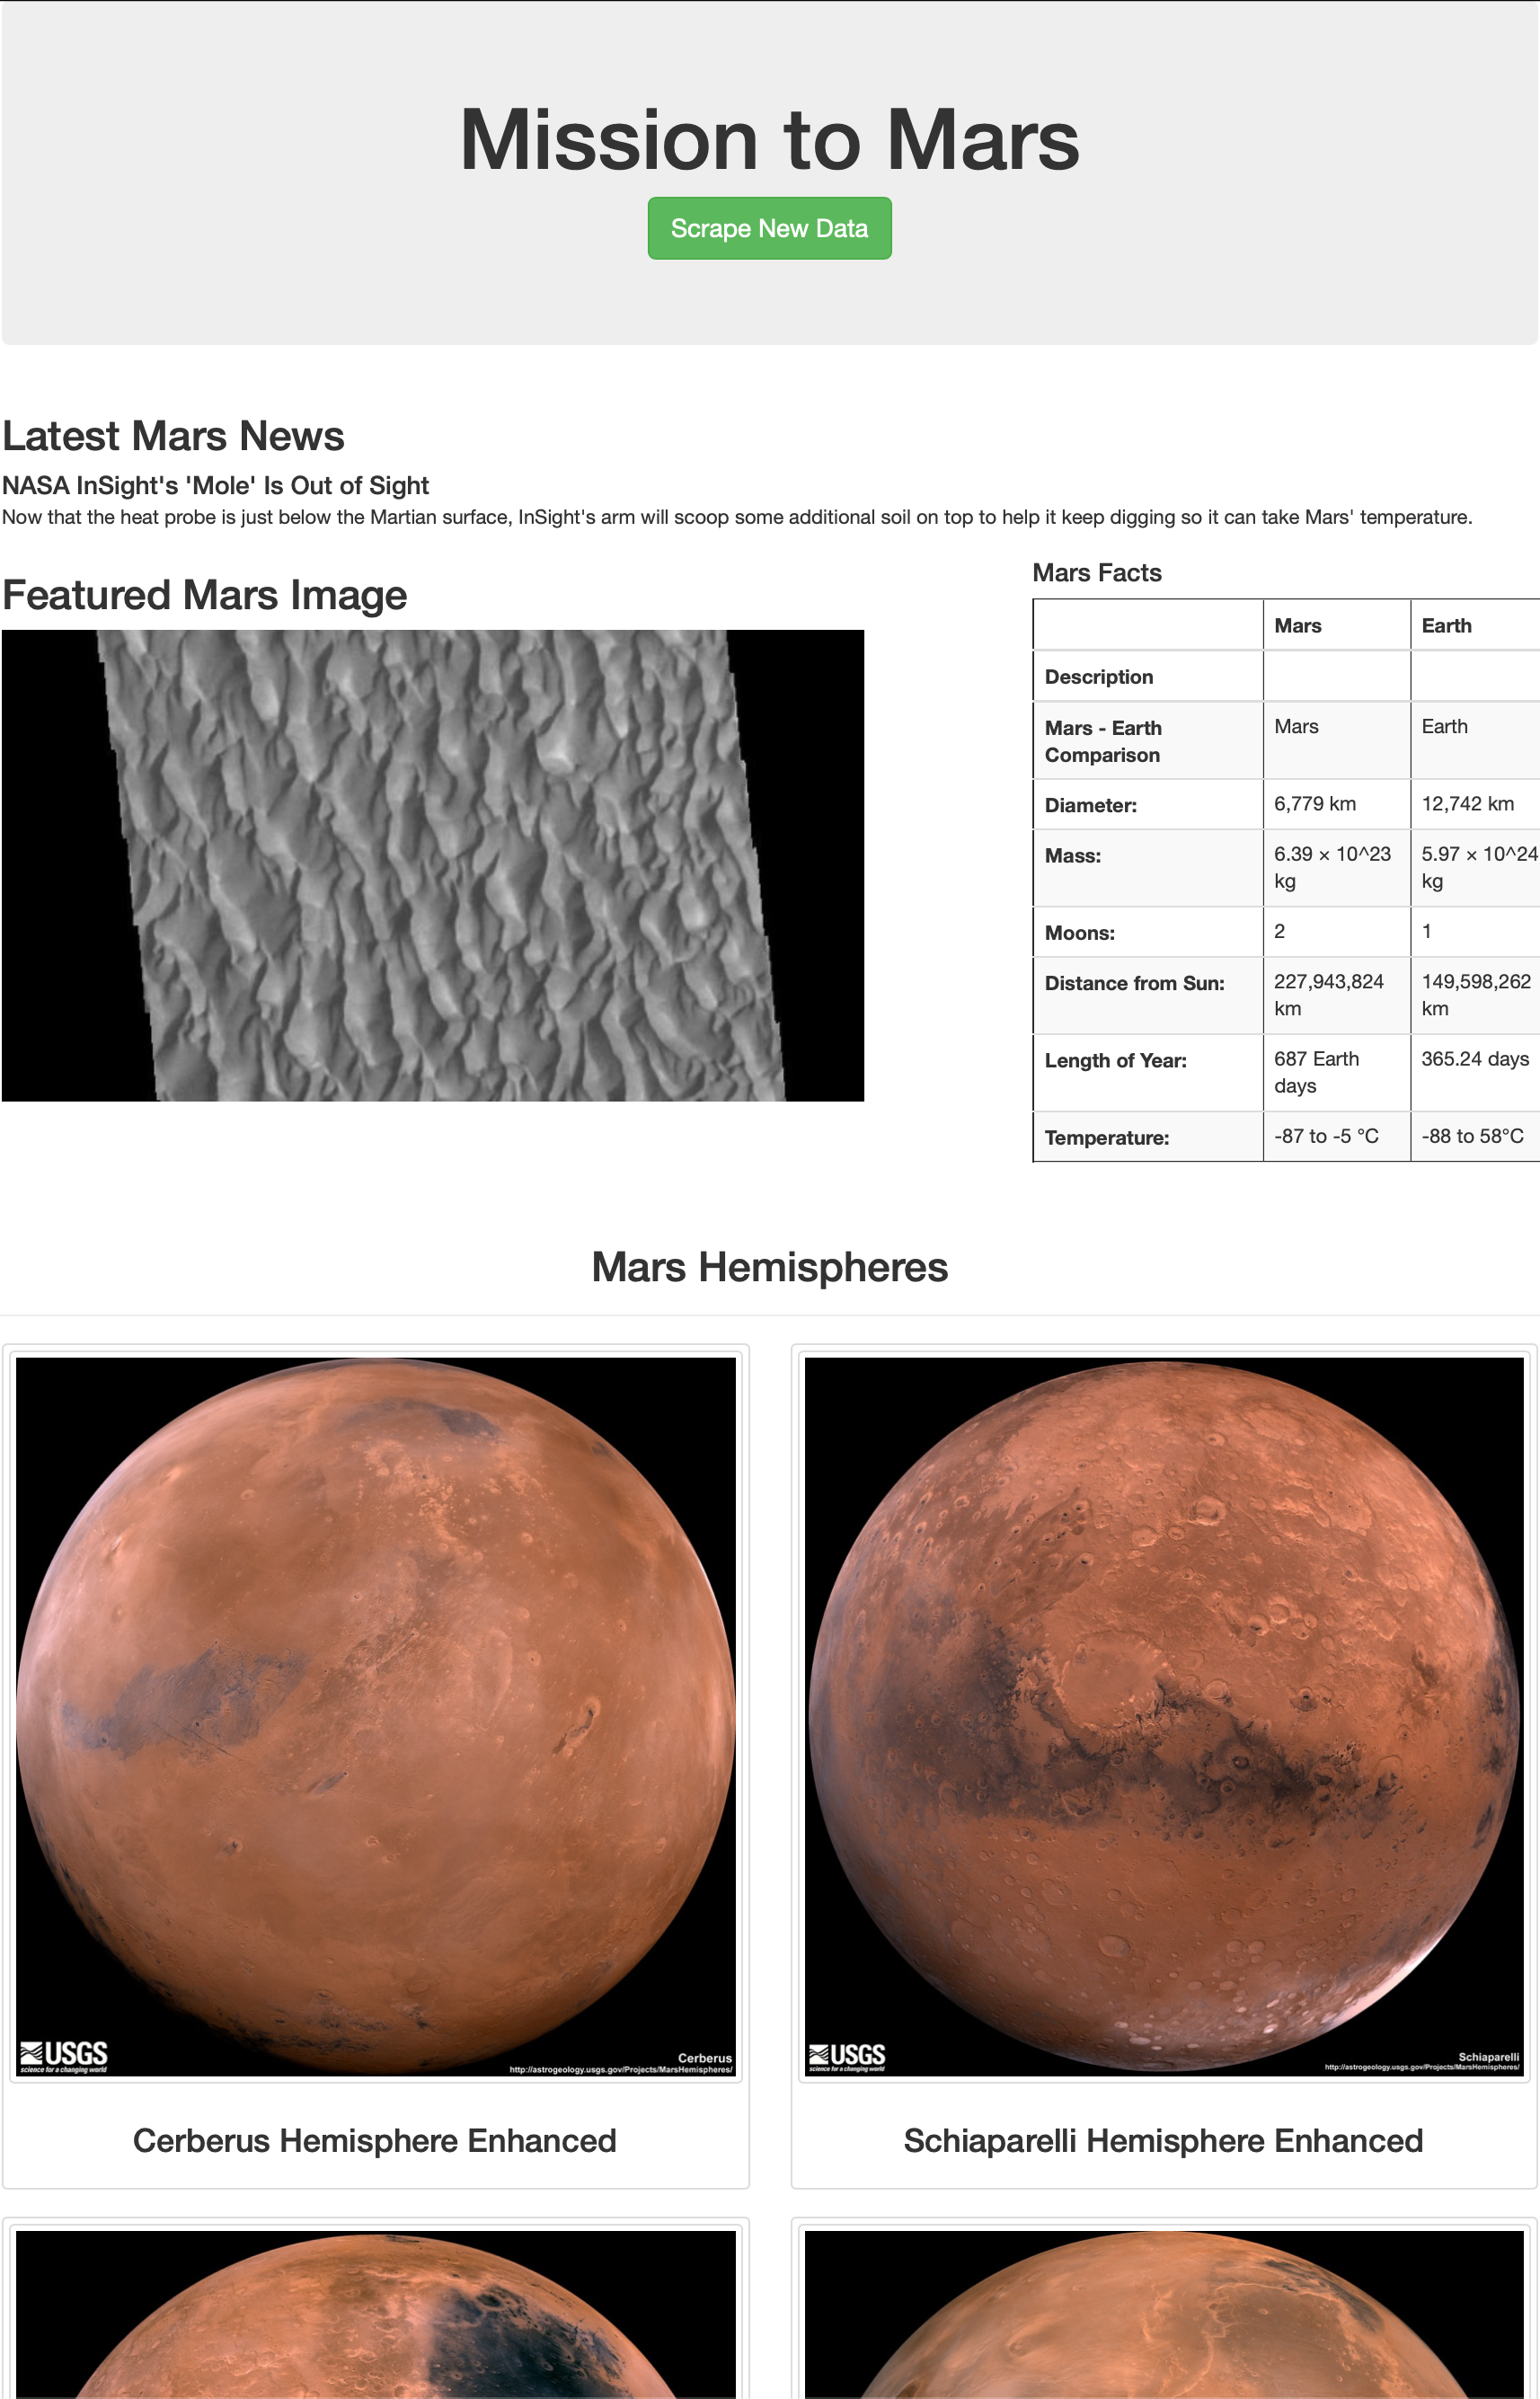 Mission to Mars
Scrape New Data
Latest Mars News
NASA InSight's 'Mole' Is Out of Sight
Now that the heat probe is just below the Martian surface, InSight's arm will scoop some additional soil on top to help it keep digging so it can take Mars' temperature.
Featured Mars Image
Mars Facts
Mars Earth
Description
Mars - Earth Comparison Mars Earth
Diameter: 6,779 km 12,742 km
Mass: 6.39 × 10^23 kg 5.97 × 10^24 kg
Moons: 2 1
Distance from Sun: 227,943,824 km 149,598,262 km
Length of Year: 687 Earth days 365.24 days
Temperature: -87 to -5 °C -88 to 58°C
Mars Hemispheres
USGS
science for a changing world
Cerberus
http://astrogeology.usgs.gov/Projects/MarsHemispheres/
USGS
science for a changing world
Schiaparelli
http://astrogeology.usgs.gov/Projects/MarsHemispheres/
Cerberus Hemisphere Enhanced
Schiaparelli Hemisphere Enhanced